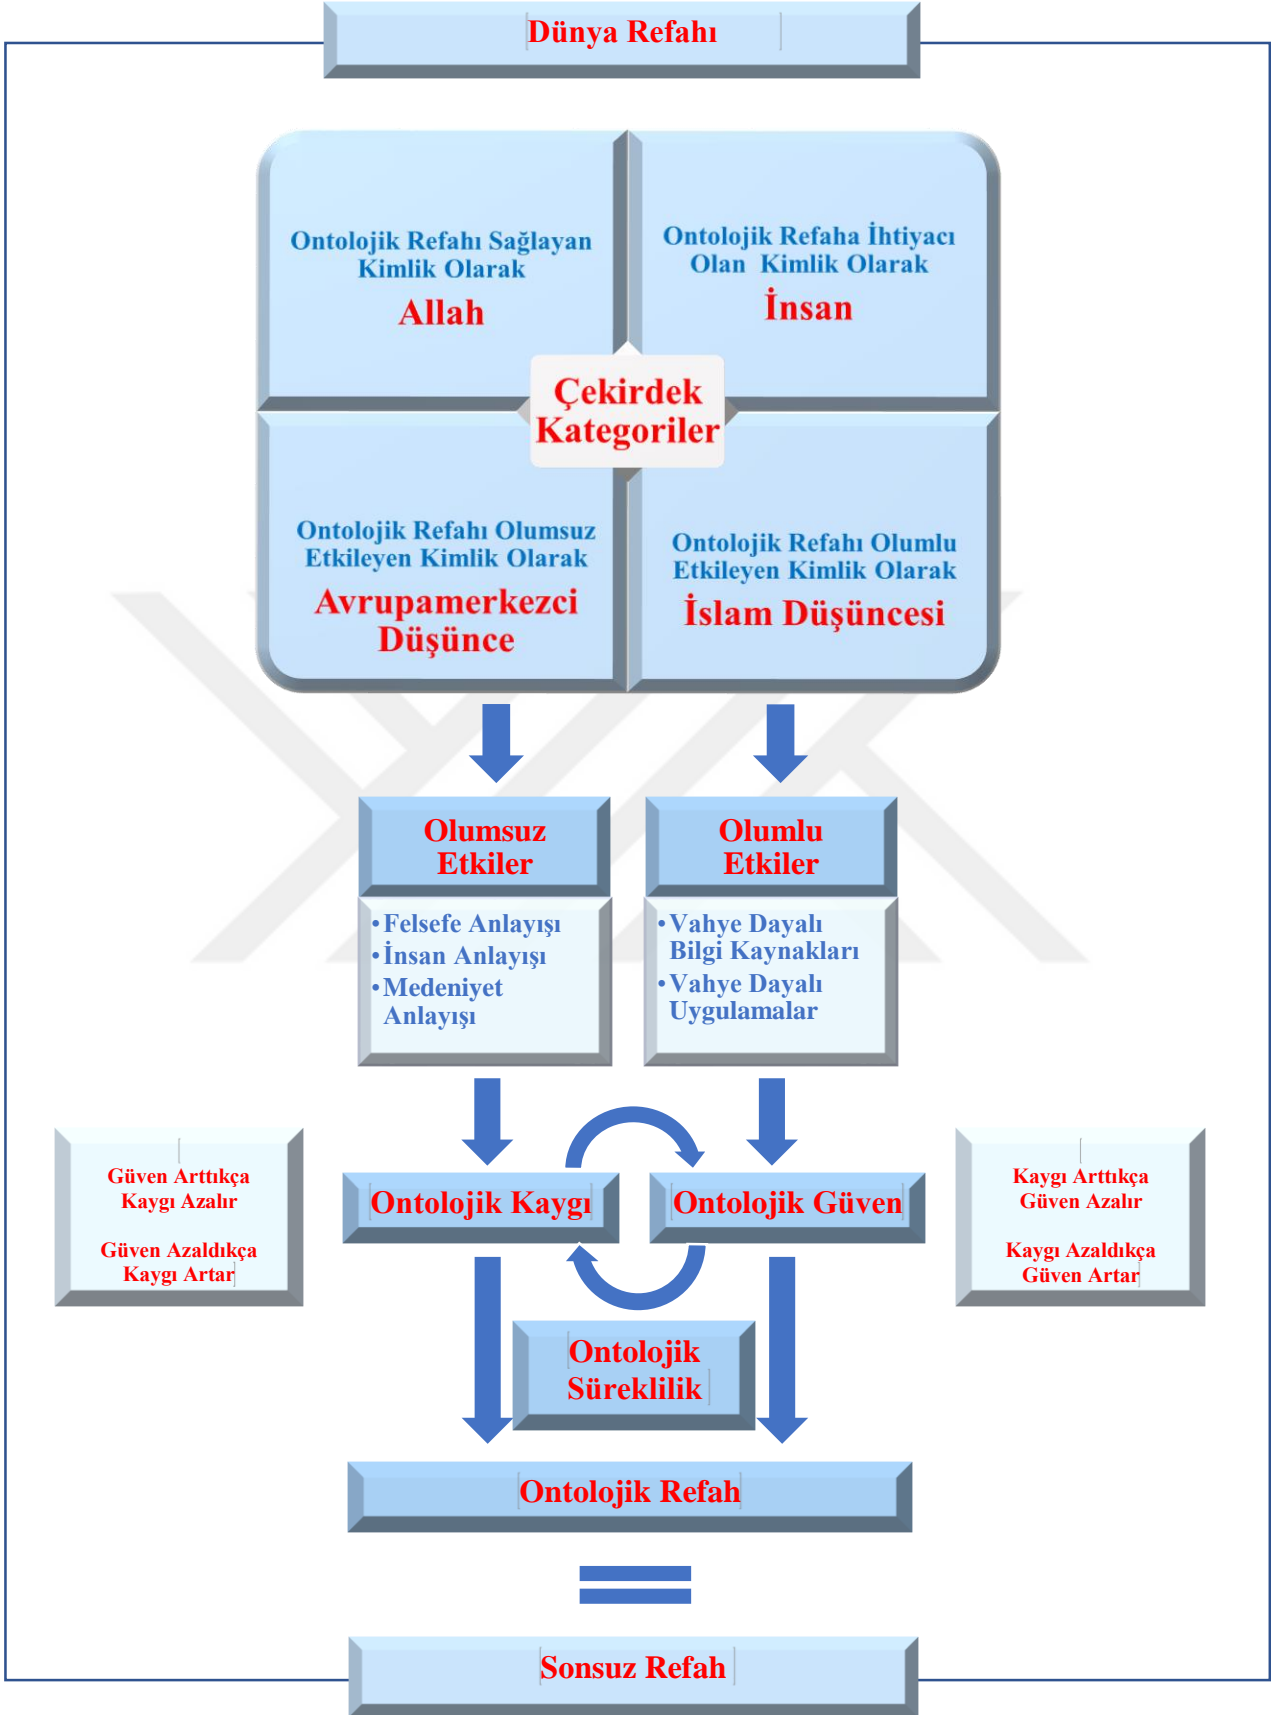 Dünya Refahı
Ontolojik Refahı Sağlayan
Kimlik Olarak
Allah
Ontolojik Refaha İhtiyacı
Olan Kimlik Olarak
İnsan
Çekirdek
Kategoriler
Ontolojik Refahı Olumsuz
Etkileyen Kimlik Olarak
Avrupamerkezci
Düşünce
Ontolojik Refahı Olumlu
Etkileyen Kimlik Olarak
İslam Düşüncesi
Olumsuz
Etkiler
•Felsefe Anlayışı
•İnsan Anlayışı
•Medeniyet
Anlayışı
Olumlu
Etkiler
•Vahye Dayalı
Bilgi Kaynakları
•Vahye Dayalı
Uygulamalar
Güven Arttıkça
Kaygı Azalır
Güven Azaldıkça
Kaygı Artar
Ontolojik Kaygı
Ontolojik Güven
Kaygı Arttıkça
Güven Azalır
Kaygı Azaldıkça
Güven Artar
Ontolojik
Süreklilik
Ontolojik Refah
Sonsuz Refah